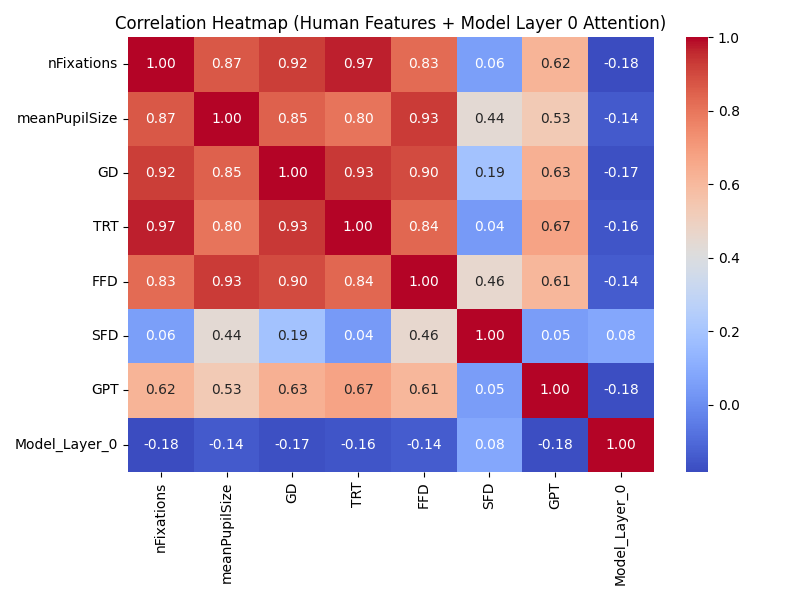 Correlation Heatmap (Human Features + Model Layer 0 Attention)
nFixations 1.00 0.87 0.92 0.97 0.83 0.06 0.62 -0.18
meanPupilSize 0.87 1.00 0.85 0.80 0.93 0.44 0.53 -0.14
GD 0.92 0.85 1.00 0.93 0.90 0.19 0.63 -0.17
TRT 0.97 0.80 0.93 1.00 0.84 0.04 0.67 -0.16
FFD 0.83 0.93 0.90 0.84 1.00 0.46 0.61 -0.14
SFD 0.06 0.44 0.19 0.04 0.46 1.00 0.05 0.08
GPT 0.62 0.53 0.63 0.67 0.61 0.05 1.00 -0.18
Model_Layer_0 -0.18 -0.14 -0.17 -0.16 -0.14 0.08 -0.18 1.00
nFixations meanPupilSize GD TRT FFD SFD GPT Model_Layer_0
1.0
0.8
0.6
0.4
0.2
0.0